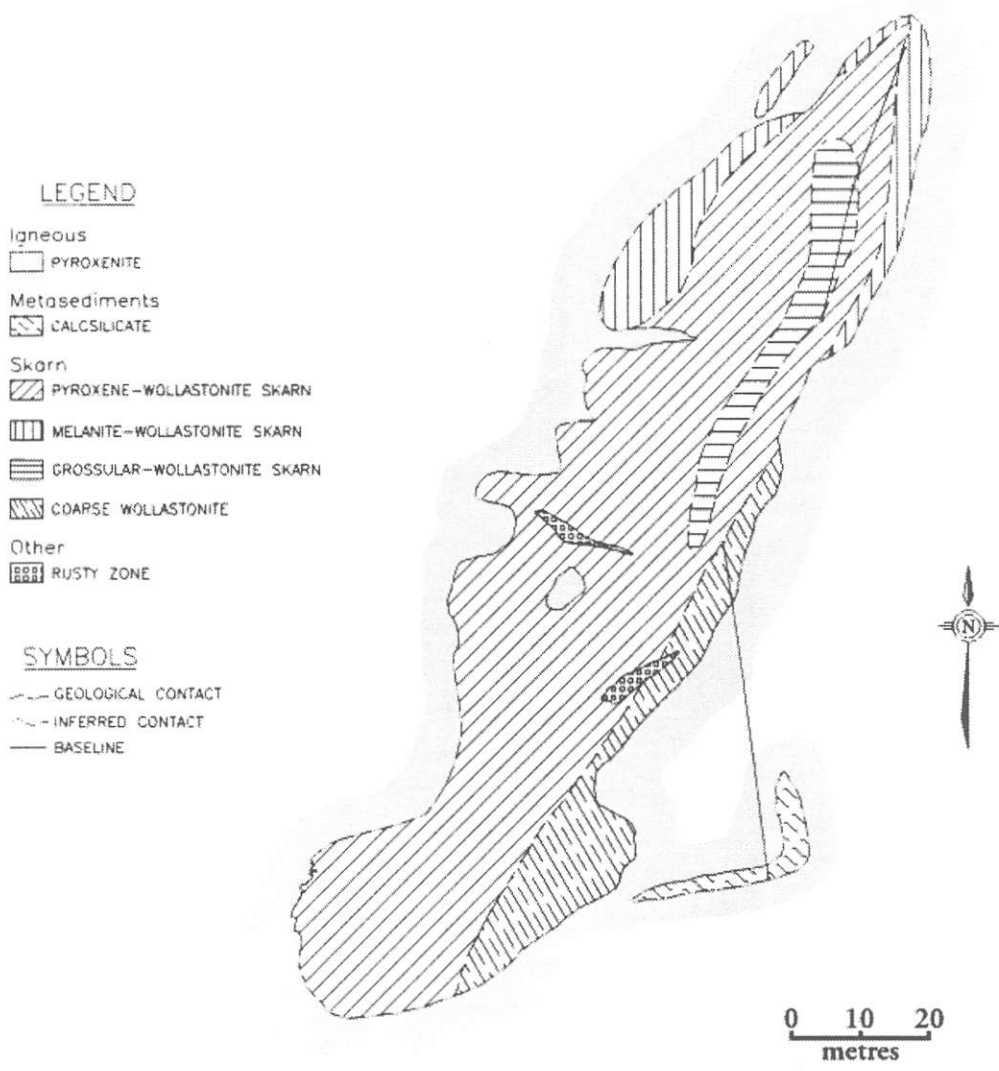 LEGEND
Igneous
PYROXENITE
Metasediments
CALCSILICATE
Skarn
PYROXENE-WOLLASTONITE SKARN
MELANITE-WOLLASTONITE SKARN
GROSSULAR-WOLLASTONITE SKARN
COARSE WOLLASTONITE
Other
RUSTY ZONE
SYMBOLS
GEOLOGICAL CONTACT
INFERRED CONTACT
BASELINE
N
0 10 20
metres